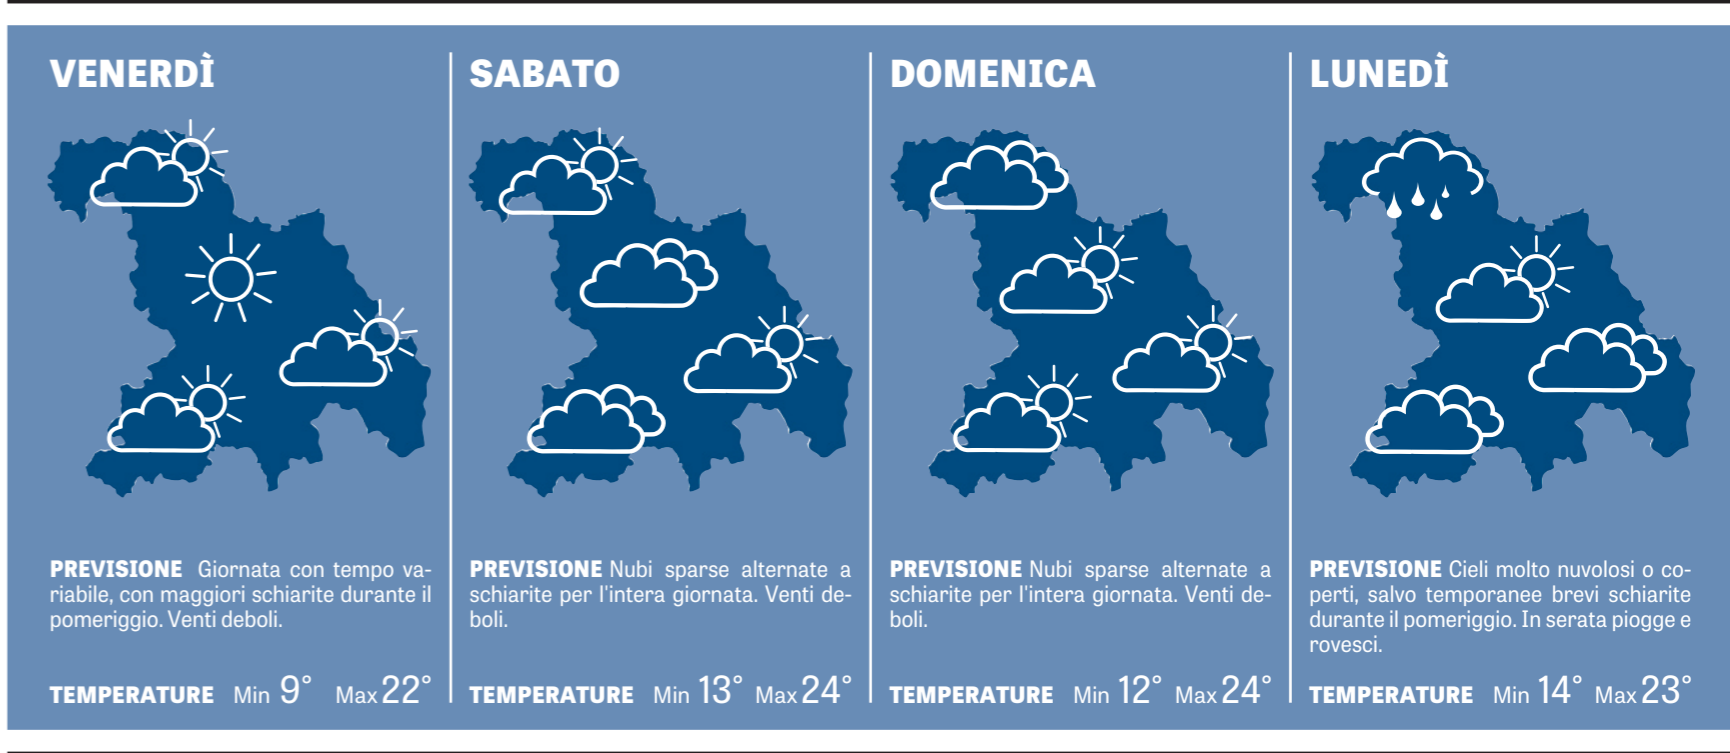 VENERDÌ
PREVISIONE Giornata con tempo va-
riabile, con maggiori schiarite durante il
pomeriggio. Venti deboli.
TEMPERATURE Min 9° Max 22°
SABATO
PREVISIONE Nubi sparse alternate a
schiarite per l'intera giornata. Venti de-
boli.
TEMPERATURE Min 13° Max 24°
DOMENICA
PREVISIONE Nubi sparse alternate a
schiarite per l'intera giornata. Venti de-
boli.
TEMPERATURE Min 12° Max 24°
LUNEDÌ
PREVISIONE Cieli molto nuvolosi o co-
perti, salvo temporanee brevi schiarite
durante il pomeriggio. In serata piogge e
rovesci.
TEMPERATURE Min 14° Max 23°